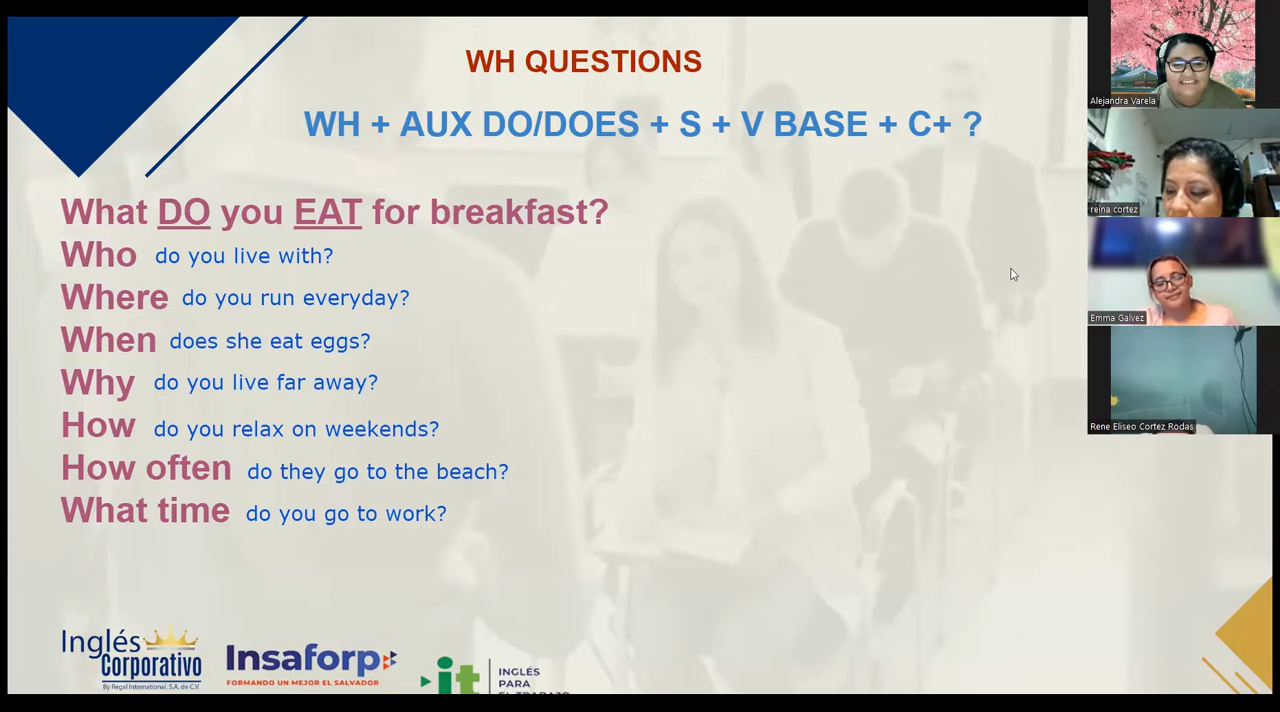 WH QUESTIONS
WH + AUX DO/DOES + S + V BASE + C+ ?
What DO you EAT for breakfast?
Who do you live with?
Where do you run everyday?
When does she eat eggs?
Why do you live far away?
How do you relax on weekends?
How often do they go to the beach?
What time do you go to work?
Inglés
Corporativo
By Regal International, S.A. de C.V.
Insaforp
FORMANDO UN MEJOR EL SALVADOR
it
INGLÉS
PARA
EL TRABAJO
Alejandra Varela
reina cortez
Emma Galvez
Rene Eliseo Cortez Rodas